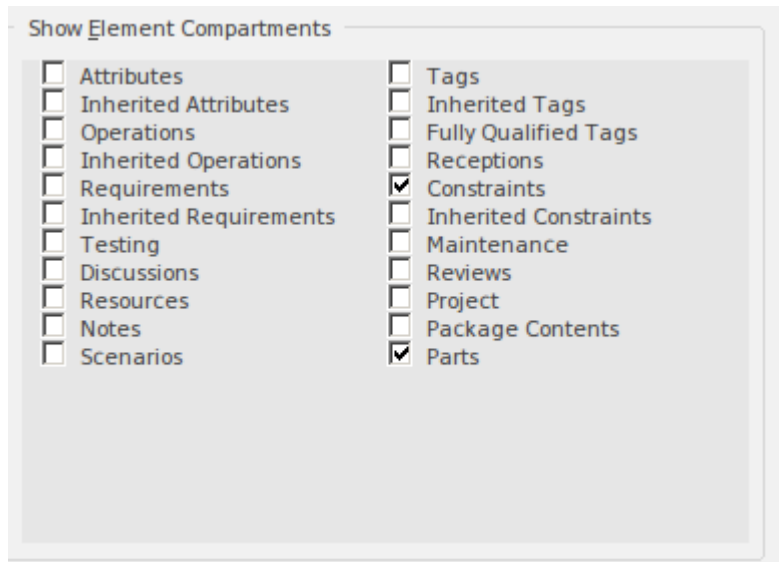 Show Element Compartments
Attributes
Inherited Attributes
Operations
Inherited Operations
Requirements
Inherited Requirements
Testing
Discussions
Resources
Notes
Scenarios
Tags
Inherited Tags
Fully Qualified Tags
Receptions
Constraints
Inherited Constraints
Maintenance
Reviews
Project
Package Contents
Parts